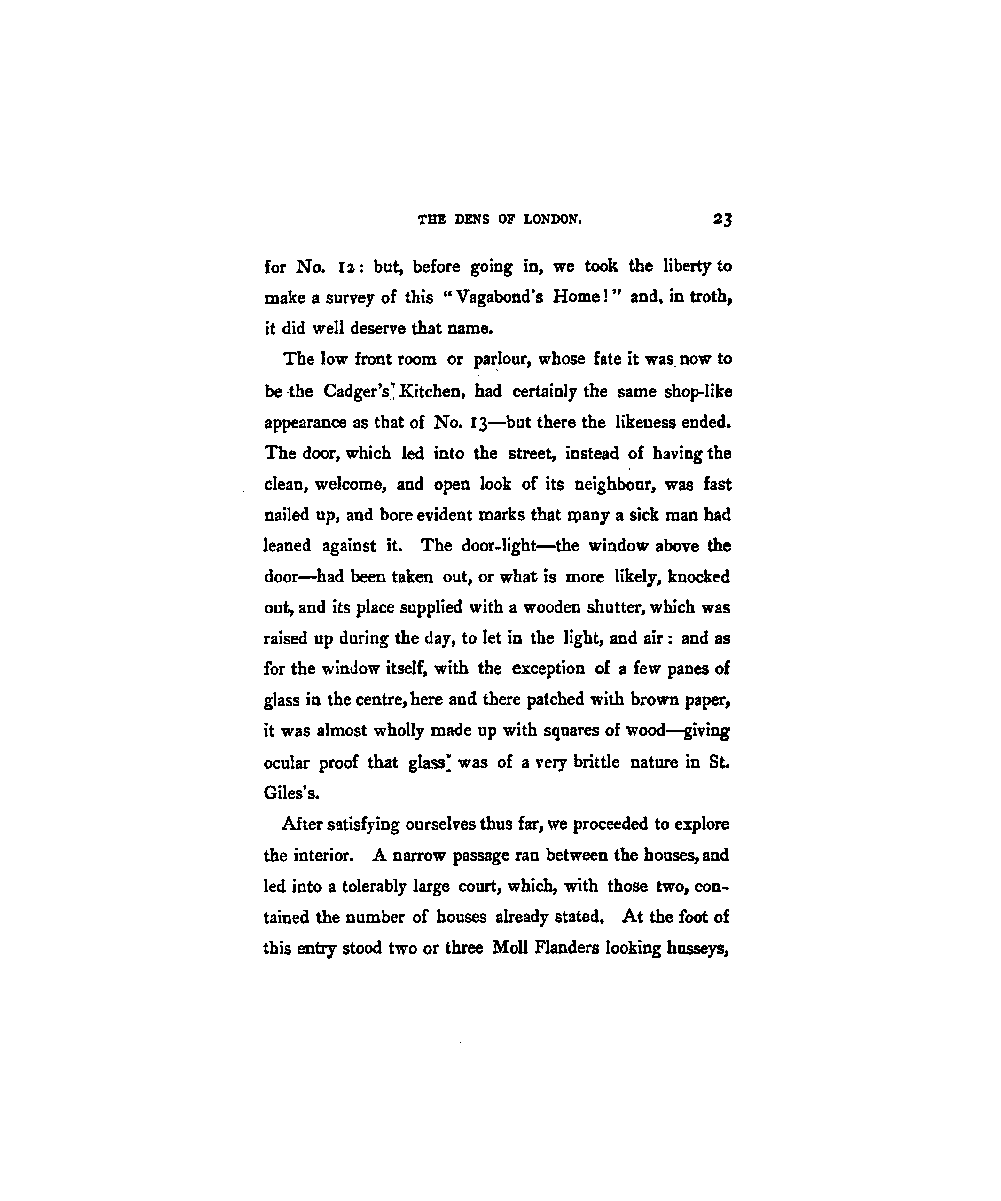 THE DENS OF LONDON. 23
for No. 12: but, before going in, we took the liberty to
make a survey of this “Vagabond's Home!” and, in troth,
it did well deserve that name.
The low front room or parlour, whose fate it was now to
be the Cadger's Kitchen, had certainly the same shop-like
appearance as that of No. 13—but there the likeness ended.
The door, which led into the street, instead of having the
clean, welcome, and open look of its neighbour, was fast
nailed up, and bore evident marks that many a sick man had
leaned against it. The door-light—the window above the
door—had been taken out, or what is more likely, knocked
out, and its place supplied with a wooden shutter, which was
raised up during the day, to let in the light, and air: and as
for the window itself, with the exception of a few panes of
glass in the centre, here and there patched with brown paper,
it was almost wholly made up with squares of wood—giving
ocular proof that glass was of a very brittle nature in St.
Giles's.
After satisfying ourselves thus far, we proceeded to explore
the interior. A narrow passage ran between the houses, and
led into a tolerably large court, which, with those two, con-
tained the number of houses already stated. At the foot of
this entry stood two or three Moll Flanders looking husseys,